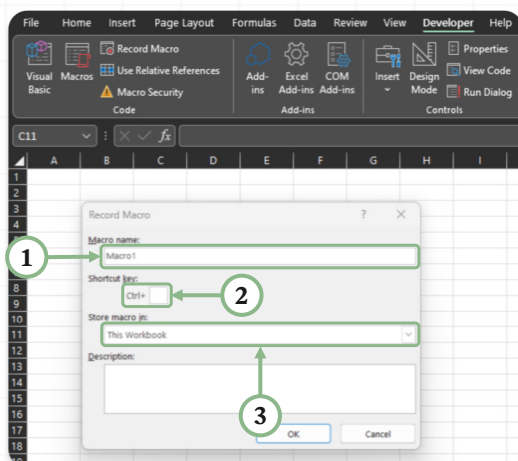 File Home Insert Page Layout Formulas Data Review View Developer Help
Visual Basic
Macros
Record Macro
Use Relative References
Macro Security
Code
Add-ins
Excel Add-ins
COM Add-ins
Add-ins
Insert
Design Mode
Properties
View Code
Run Dialog
Controls
C11 fx
A B C D E F G H I
1
2
3
4
8
9
10
11
12
13
14
15
16
17
18
Record Macro ? ×
Macro name:
1
Macro1
Shortcut key:
Ctrl+
2
Store macro in:
This Workbook
Description:
3
OK Cancel